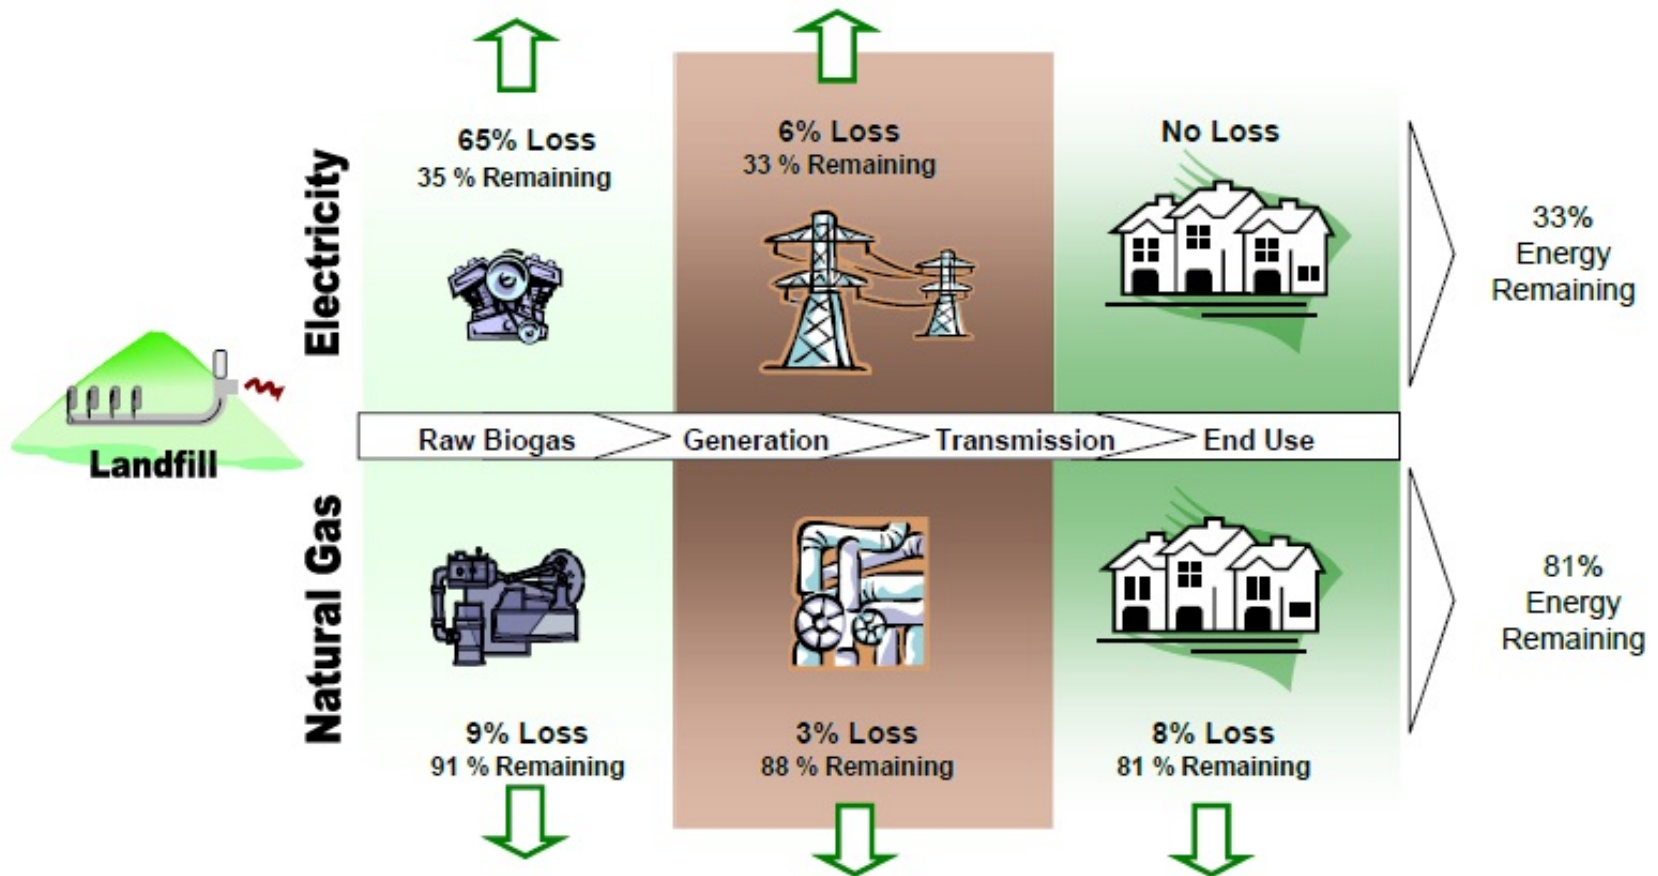 Electricity
65% Loss
35 % Remaining
6% Loss
33 % Remaining
No Loss
33%
Energy
Remaining
Landfill
Raw Biogas
Generation
Transmission
End Use
Natural Gas
9% Loss
91 % Remaining
3% Loss
88 % Remaining
8% Loss
81 % Remaining
81%
Energy
Remaining